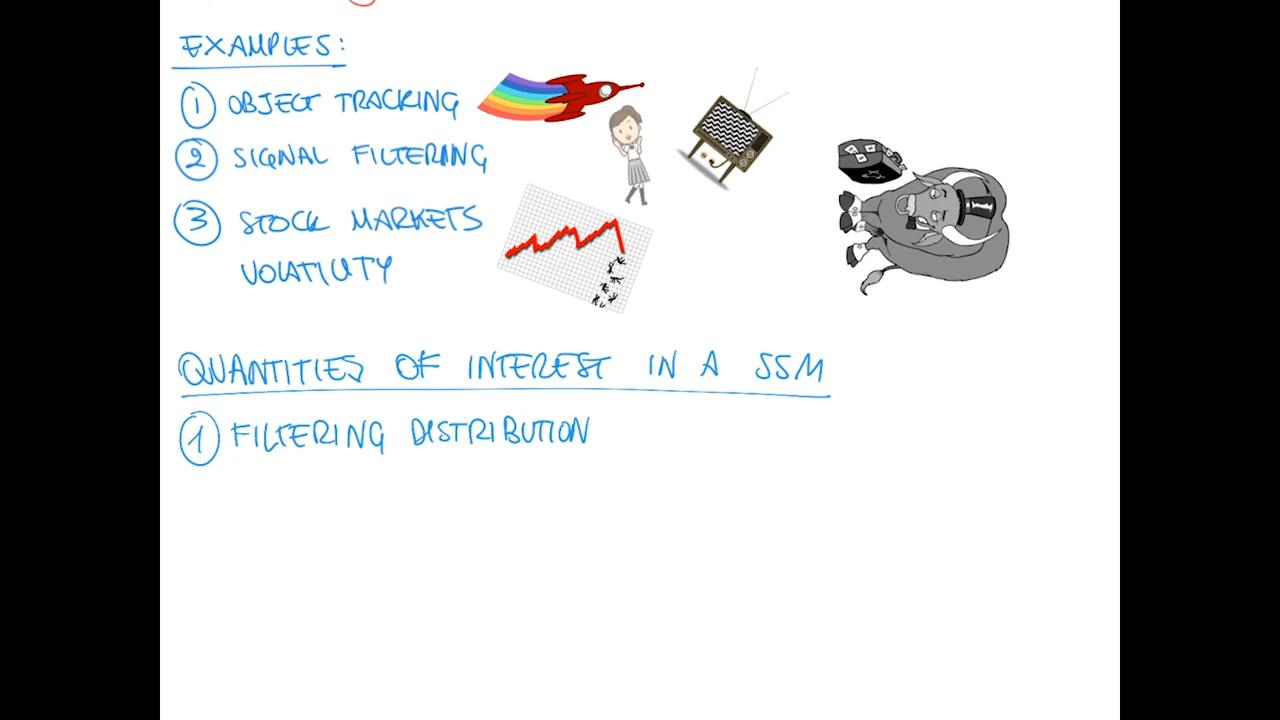 EXAMPLES:
1 OBJECT TRACKING
2 SIGNAL FILTERING
3 STOCK MARKETS
VOLATILITY
QUANTITIES OF INTEREST IN A SSM
1 FILTERING DISTRIBUTION